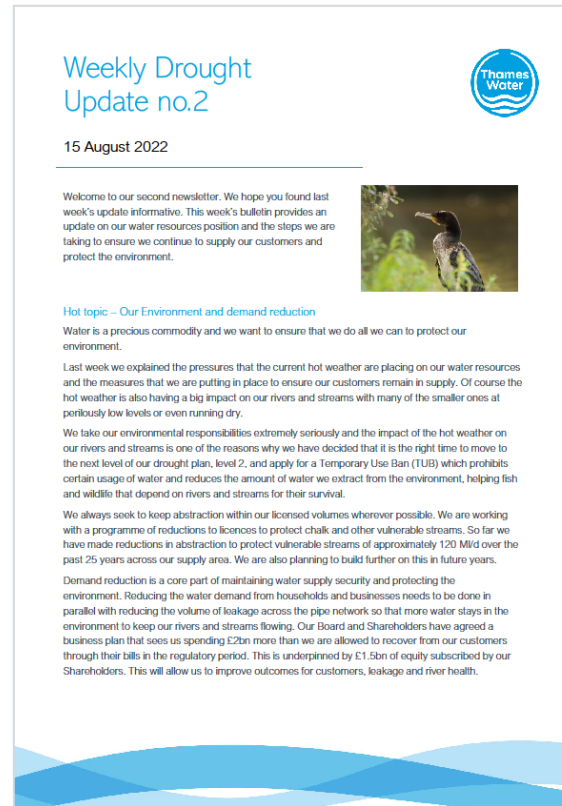 Weekly Drought
Update no.2
Thames
Water
15 August 2022
Welcome to our second newsletter. We hope you found last
week's update informative. This week's bulletin provides an
update on our water resources position and the steps we are
taking to ensure we continue to supply our customers and
protect the environment.
Hot topic – Our Environment and demand reduction
Water is a precious commodity and we want to ensure that we do all we can to protect our
environment.
Last week we explained the pressures that the current hot weather are placing on our water resources
and the measures that we are putting in place to ensure our customers remain in supply. Of course the
hot weather is also having a big impact on our rivers and streams with many of the smaller ones at
perilously low levels or even running dry.
We take our environmental responsibilities extremely seriously and the impact of the hot weather on
our rivers and streams is one of the reasons why we have decided that it is the right time to move to
the next level of our drought plan, level 2, and apply for a Temporary Use Ban (TUB) which prohibits
certain usage of water and reduces the amount of water we extract from the environment, helping fish
and wildlife that depend on rivers and streams for their survival.
We always seek to keep abstraction within our licensed volumes wherever possible. We are working
with a programme of reductions to licences to protect chalk and other vulnerable streams. So far we
have made reductions in abstraction to protect vulnerable streams of approximately 120 Ml/d over the
past 25 years across our supply area. We are also planning to build further on this in future years.
Demand reduction is a core part of maintaining water supply security and protecting the
environment. Reducing the water demand from households and businesses needs to be done in
parallel with reducing the volume of leakage across the pipe network so that more water stays in the
environment to keep our rivers and streams flowing. Our Board and Shareholders have agreed a
business plan that sees us spending £2bn more than we are allowed to recover from our customers
through their bills in the regulatory period. This is underpinned by £1.5bn of equity subscribed by our
Shareholders. This will allow us to improve outcomes for customers, leakage and river health.